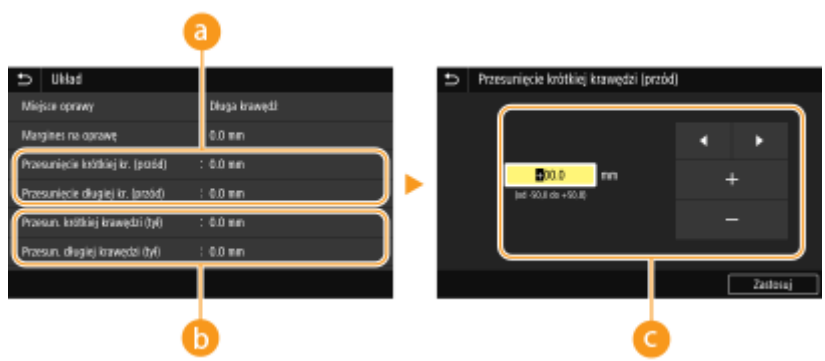 a
Układ
Miejsce oprawy Długa krawędź
Margines na oprawę 0.0 mm
Przesunięcie krótkiej kr. (przód) : 0.0 mm
Przesunięcie długiej kr. (przód) : 0.0 mm
Przesun. krótkiej krawędzi (tył) : 0.0 mm
Przesun. długiej krawędzi (tył) : 0.0 mm
b
Przesunięcie krótkiej krawędzi (przód)
+00.0 mm
(od -50.0 do +50.0)
+
−
Zastosuj
c